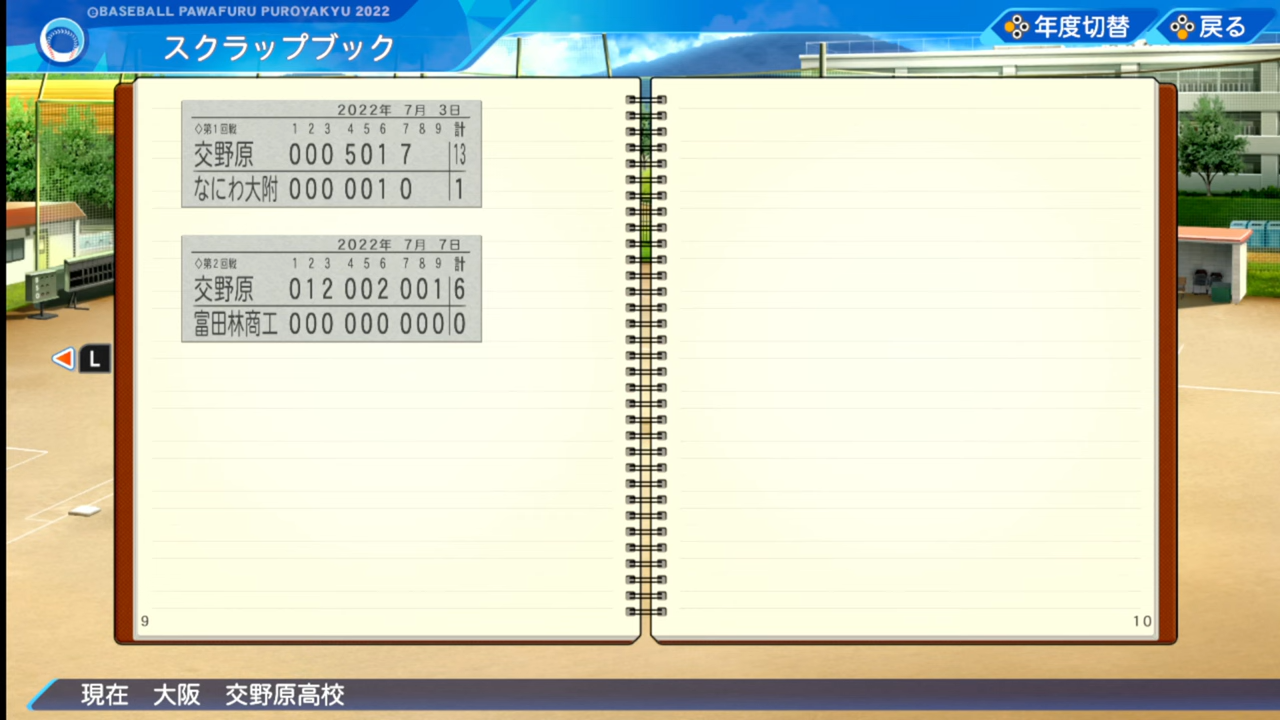 ©BASEBALL PAWAFURU PUROYAKYU 2022
スクラップブック
年度切替 戻る
2022年 7月 3日
◇第1回戦 1 2 3 4 5 6 7 8 9 計
交野原 000 501 7 13
なにわ大附 000 001 0 1
2022年 7月 7日
◇第2回戦 1 2 3 4 5 6 7 8 9 計
交野原 012 002 001 6
富田林商工 000 000 000 0
L
9
10
現在 大阪 交野原高校